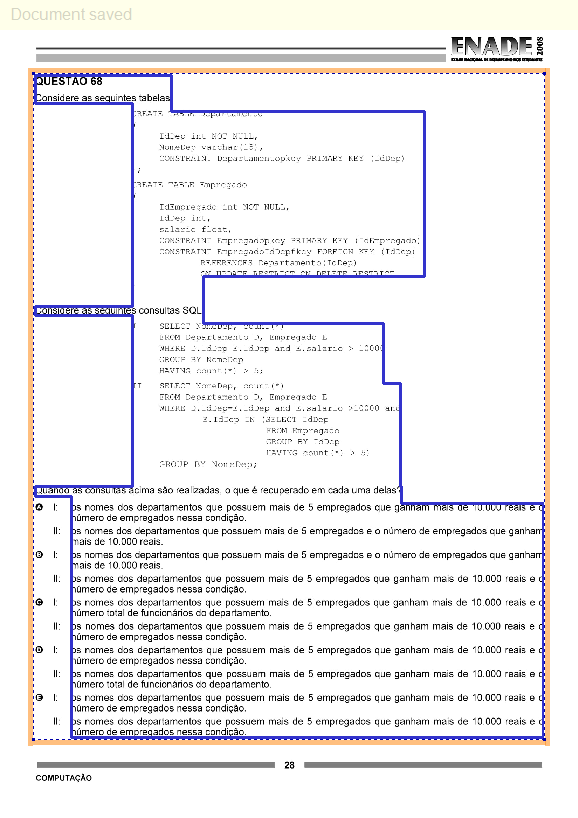 Document saved
ENADE 2008
EXAME NACIONAL DE DESEMPENHO DOS ESTUDANTES
QUESTÃO 68
Considere as seguintes tabelas
CREATE TABLE Departamento
IdDep int NOT NULL,
NomeDep varchar(15),
CONSTRAINT Departamentopkey PRIMARY KEY (IdDep)
;
CREATE TABLE Empregado
IdEmpregado int NOT NULL,
IdDep int,
salario float,
CONSTRAINT Empregadopkey PRIMARY KEY (IdEmpregado)
CONSTRAINT EmpregadoIdDepfkey FOREIGN KEY (IdDep)
REFERENCES Departamento(IdDep)
ON UPDATE RESTRICT ON DELETE RESTRICT
Considere as seguintes consultas SQL
I SELECT NomeDep, count(*)
FROM Departamento D, Empregado E
WHERE D.IdDep=E.IdDep and E.salario > 10000
GROUP BY NomeDep
HAVING count(*) > 5;
II SELECT NomeDep, count(*)
FROM Departamento D, Empregado E
WHERE D.IdDep=E.IdDep and E.salario >10000 and
E.IdDep IN (SELECT IdDep
FROM Empregado
GROUP BY IdDep
HAVING count(*) > 5)
GROUP BY NomeDep;
Quando as consultas acima são realizadas, o que é recuperado em cada uma delas?
A I: os nomes dos departamentos que possuem mais de 5 empregados que ganham mais de 10.000 reais e o
número de empregados nessa condição.
II: os nomes dos departamentos que possuem mais de 5 empregados e o número de empregados que ganham
mais de 10.000 reais.
B I: os nomes dos departamentos que possuem mais de 5 empregados e o número de empregados que ganham
mais de 10.000 reais.
II: os nomes dos departamentos que possuem mais de 5 empregados que ganham mais de 10.000 reais e o
número de empregados nessa condição.
C I: os nomes dos departamentos que possuem mais de 5 empregados que ganham mais de 10.000 reais e o
número total de funcionários do departamento.
II: os nomes dos departamentos que possuem mais de 5 empregados que ganham mais de 10.000 reais e o
número de empregados nessa condição.
D I: os nomes dos departamentos que possuem mais de 5 empregados que ganham mais de 10.000 reais e o
número de empregados nessa condição.
II: os nomes dos departamentos que possuem mais de 5 empregados que ganham mais de 10.000 reais e o
número total de funcionários do departamento.
E I: os nomes dos departamentos que possuem mais de 5 empregados que ganham mais de 10.000 reais e o
número de empregados nessa condição.
II: os nomes dos departamentos que possuem mais de 5 empregados que ganham mais de 10.000 reais e o
número de empregados nessa condição.
28
COMPUTAÇÃO